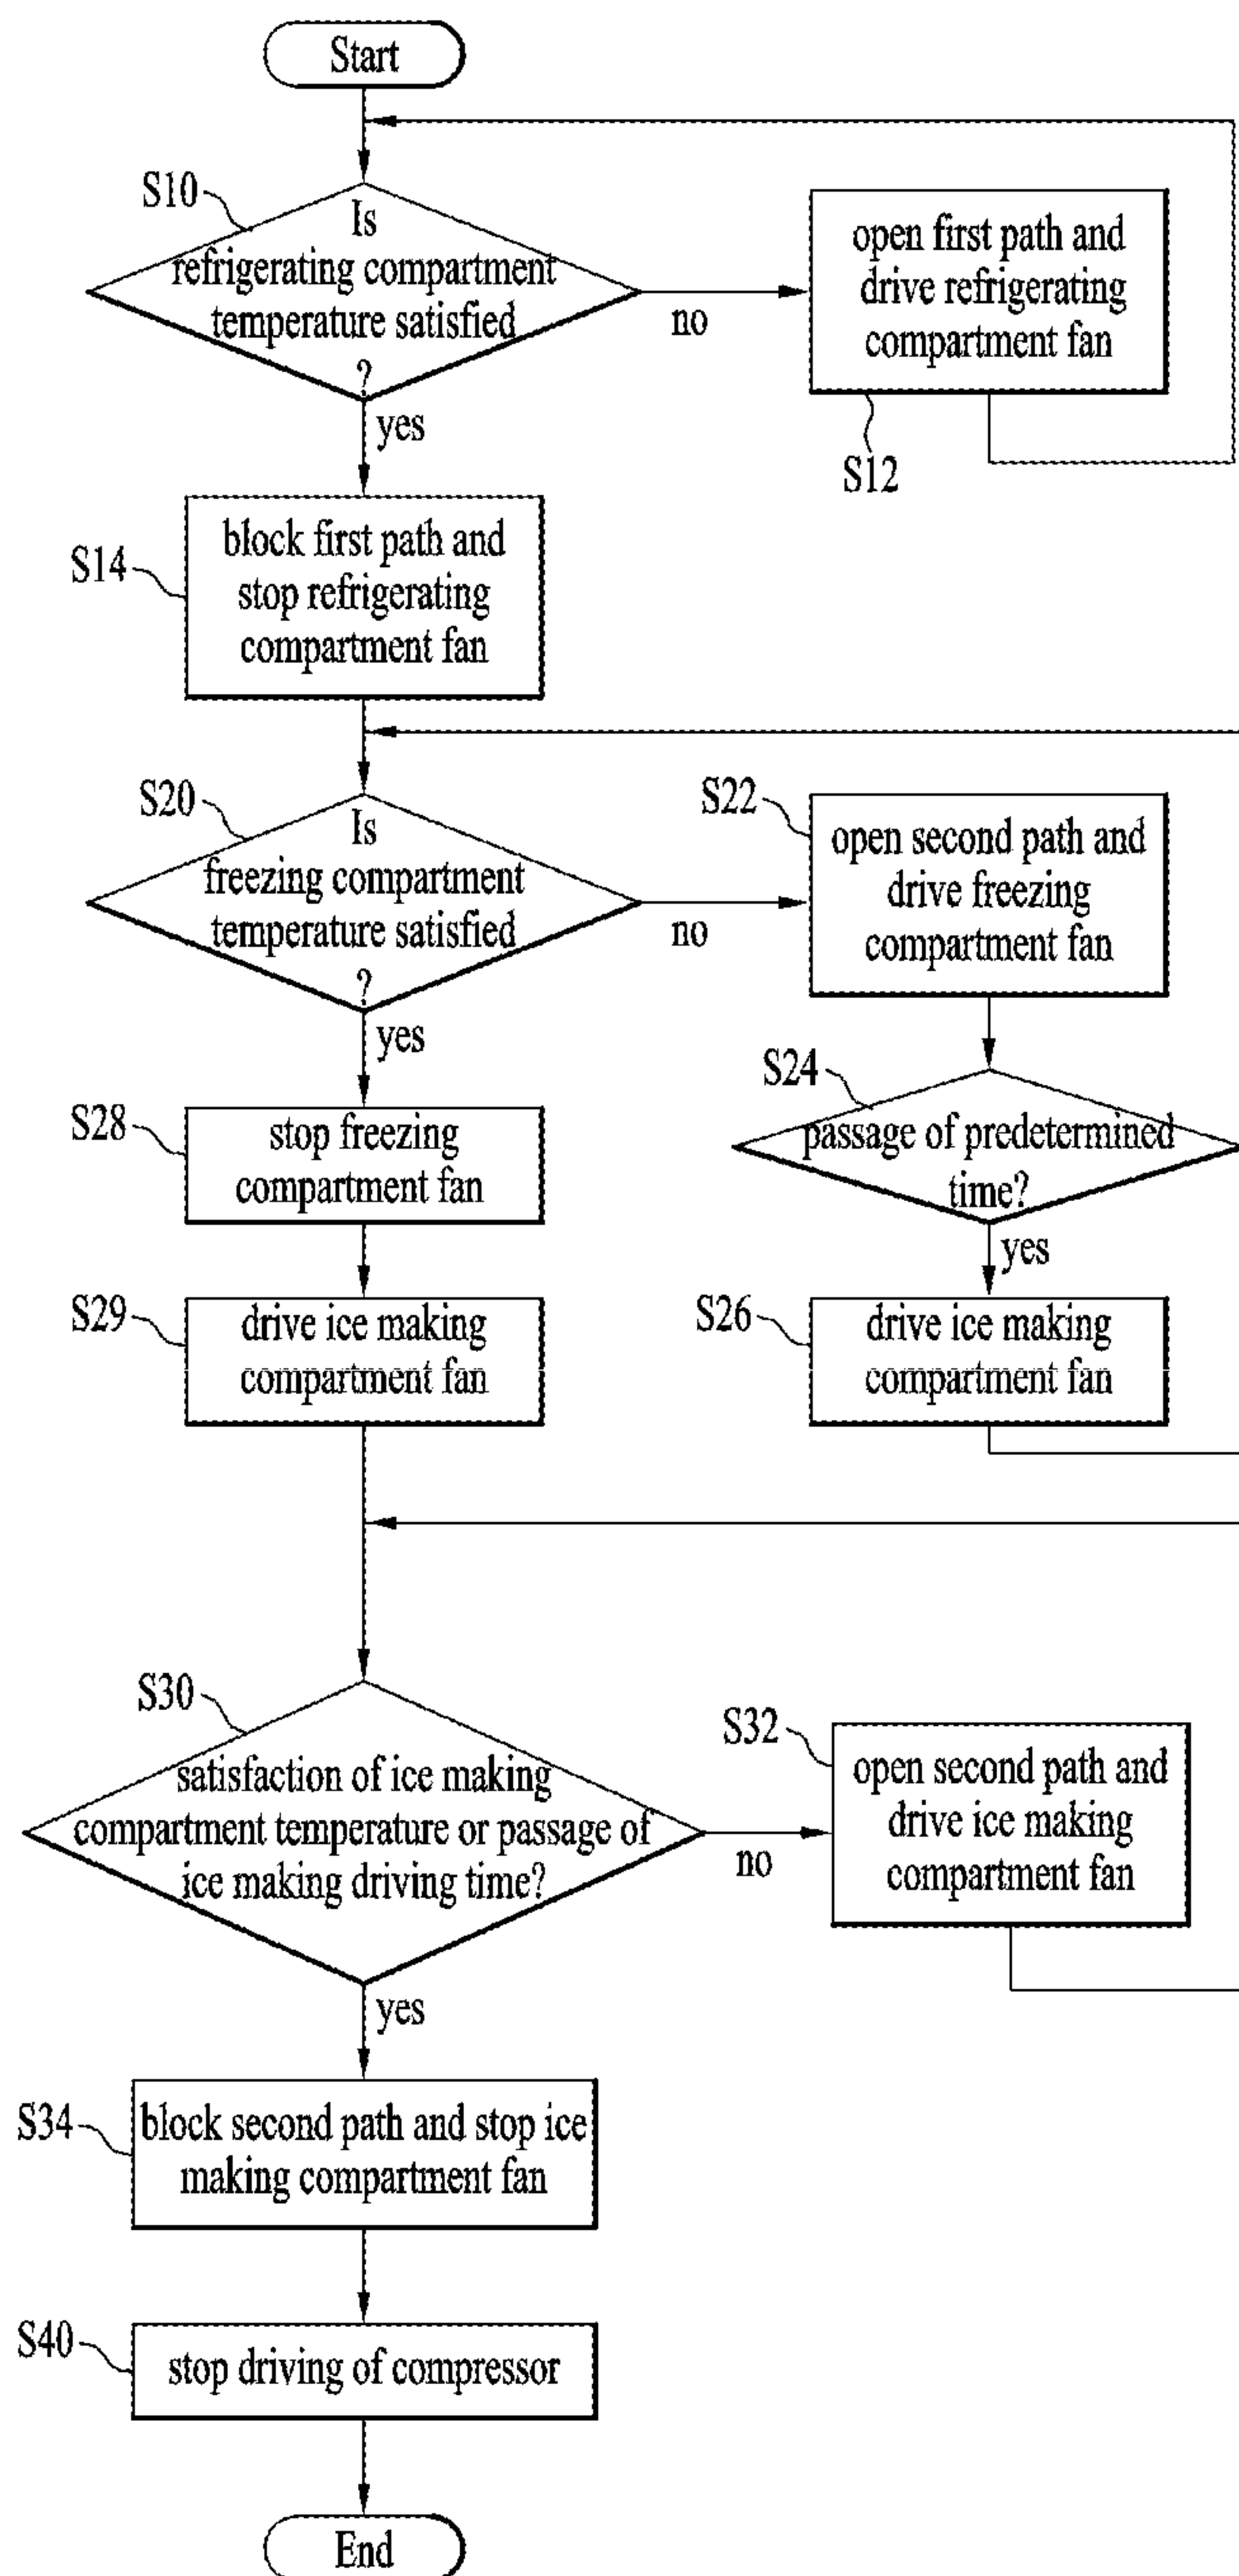 Start
S10
Is
refrigerating compartment
temperature satisfied
?
no
yes
open first path and
drive refrigerating
compartment fan
S12
S14
block first path and
stop refrigerating
compartment fan
S20
Is
freezing compartment
temperature satisfied
?
no
yes
S22
open second path and
drive freezing
compartment fan
S24
passage of predetermined
time?
yes
S28
stop freezing
compartment fan
S29
drive ice making
compartment fan
S26
drive ice making
compartment fan
S30
satisfaction of ice making
compartment temperature or passage of
ice making driving time?
no
yes
S32
open second path and
drive ice making
compartment fan
S34
block second path and stop ice
making compartment fan
S40
stop driving of compressor
End